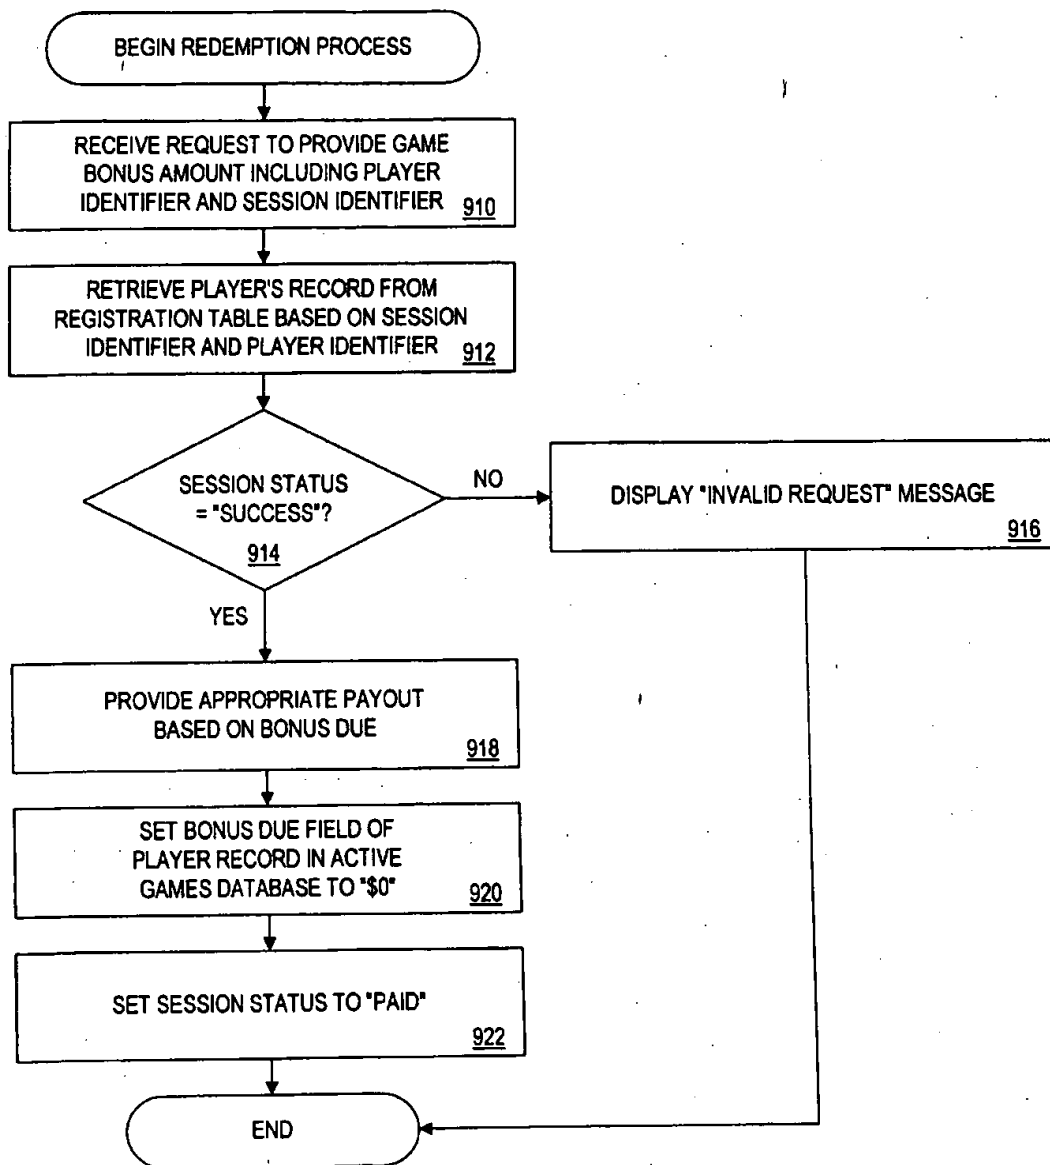 BEGIN REDEMPTION PROCESS
RECEIVE REQUEST TO PROVIDE GAME
BONUS AMOUNT INCLUDING PLAYER
IDENTIFIER AND SESSION IDENTIFIER
910
RETRIEVE PLAYER'S RECORD FROM
REGISTRATION TABLE BASED ON SESSION
IDENTIFIER AND PLAYER IDENTIFIER
912
SESSION STATUS
= "SUCCESS"?
914
NO
DISPLAY "INVALID REQUEST" MESSAGE
916
YES
PROVIDE APPROPRIATE PAYOUT
BASED ON BONUS DUE
918
SET BONUS DUE FIELD OF
PLAYER RECORD IN ACTIVE
GAMES DATABASE TO "$0"
920
SET SESSION STATUS TO "PAID"
922
END